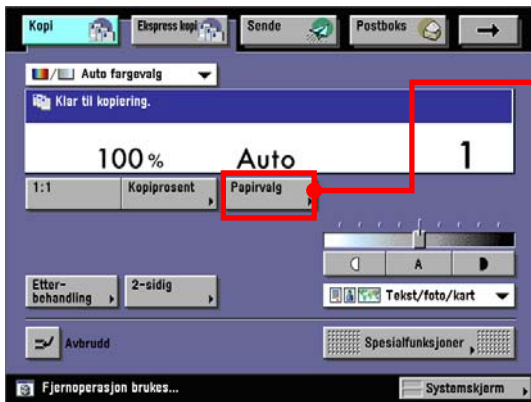 Kopi
Ekspress kopi
Sende
Postboks
Auto fargevalg
Klar til kopiering.
100 %
Auto
1
1:1
Kopiprosent
Papirvalg
A
Etter-
behandling
2-sidig
Tekst/foto/kart
Avbrudd
Spesialfunksjoner
Fjernoperasjon brukes...
Systemskjerm